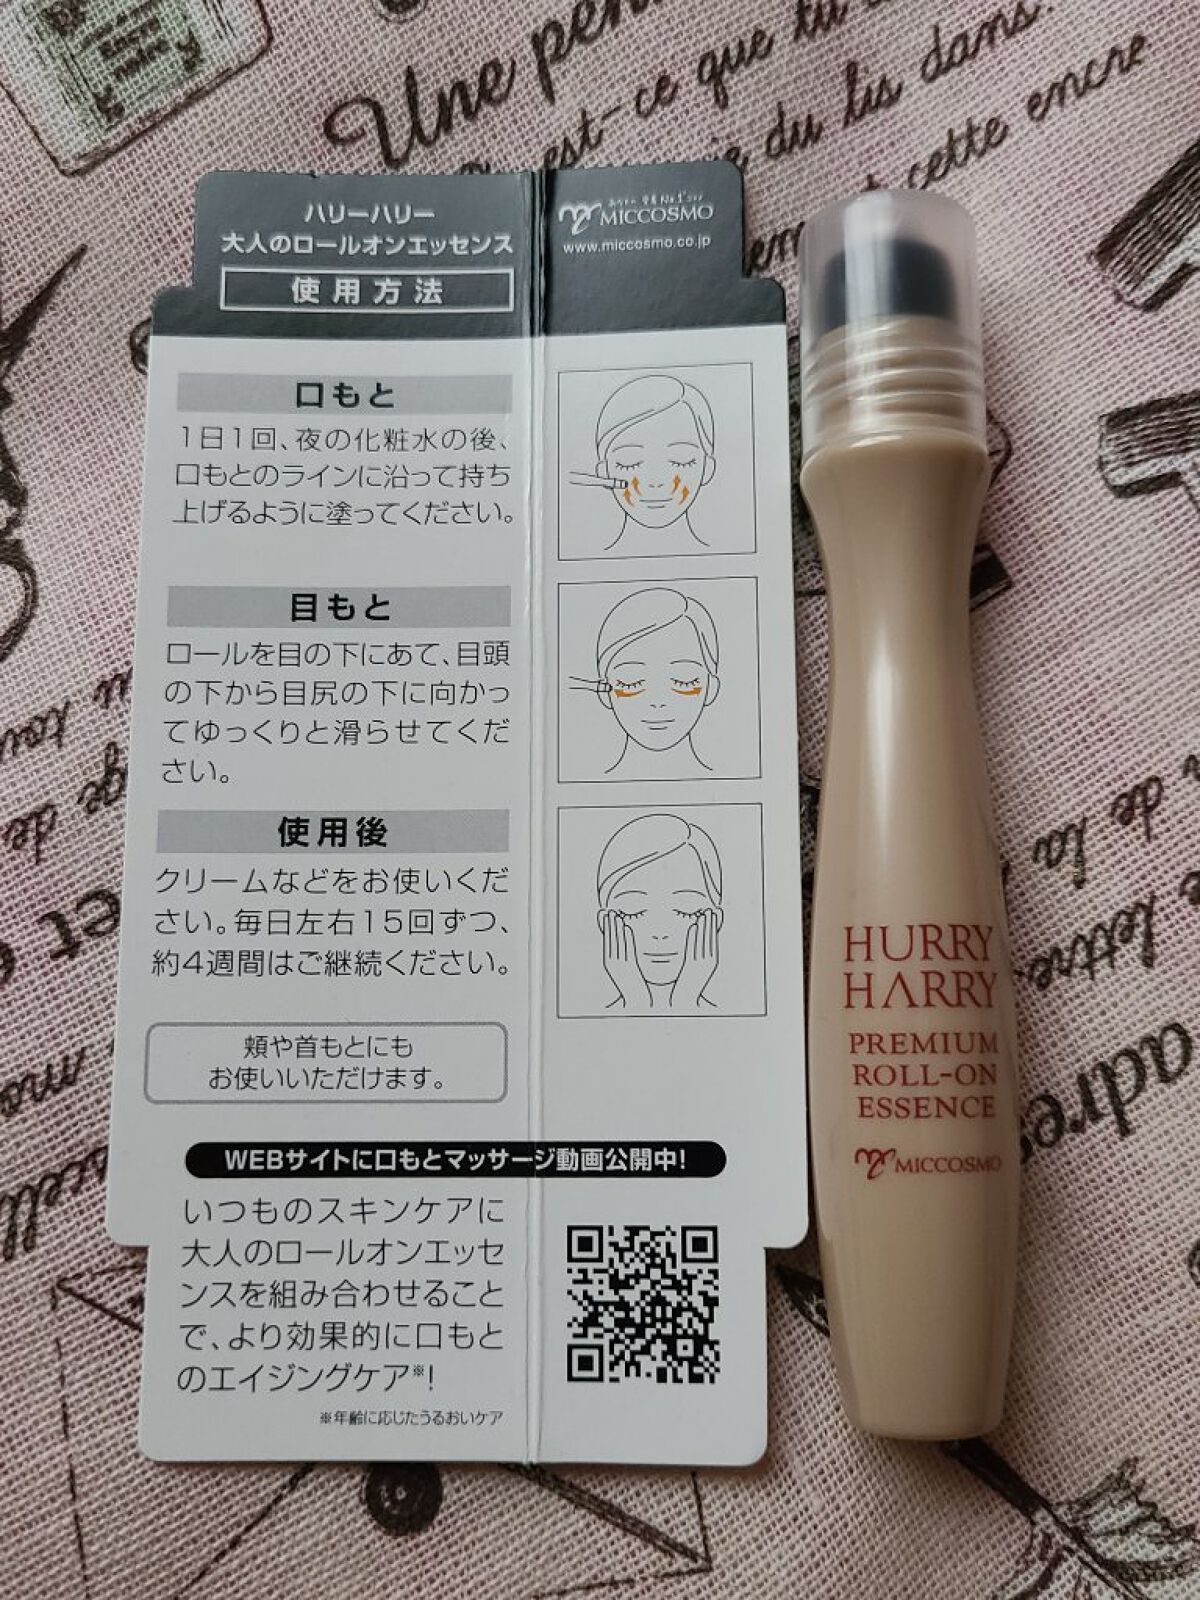 Une pen
est-ce que tu
du lis dans.
cette encre
ハリーハリー
大人のロールオンエッセンス
使用方法
MICCOSMO
www.miccosmo.co.jp
口もと
1日1回、夜の化粧水の後、
口もとのラインに沿って持ち
上げるように塗ってください。
目もと
ロールを目の下にあて、目頭
の下から目尻の下に向かっ
てゆっくりと滑らせてくだ
さい。
使用後
クリームなどをお使いくだ
さい。毎日左右15回ずつ、
約4週間はご継続ください。
頬や首もとにも
お使いいただけます。
WEBサイトに口もとマッサージ動画公開中!
いつものスキンケアに
大人のロールオンエッセ
ンスを組み合わせること
で、より効果的に口もと
のエイジングケア※!
※年齢に応じたうるおいケア
HURRY
HARRY
PREMIUM
ROLL-ON
ESSENCE
MICCOSMO
de la
lettre
adre